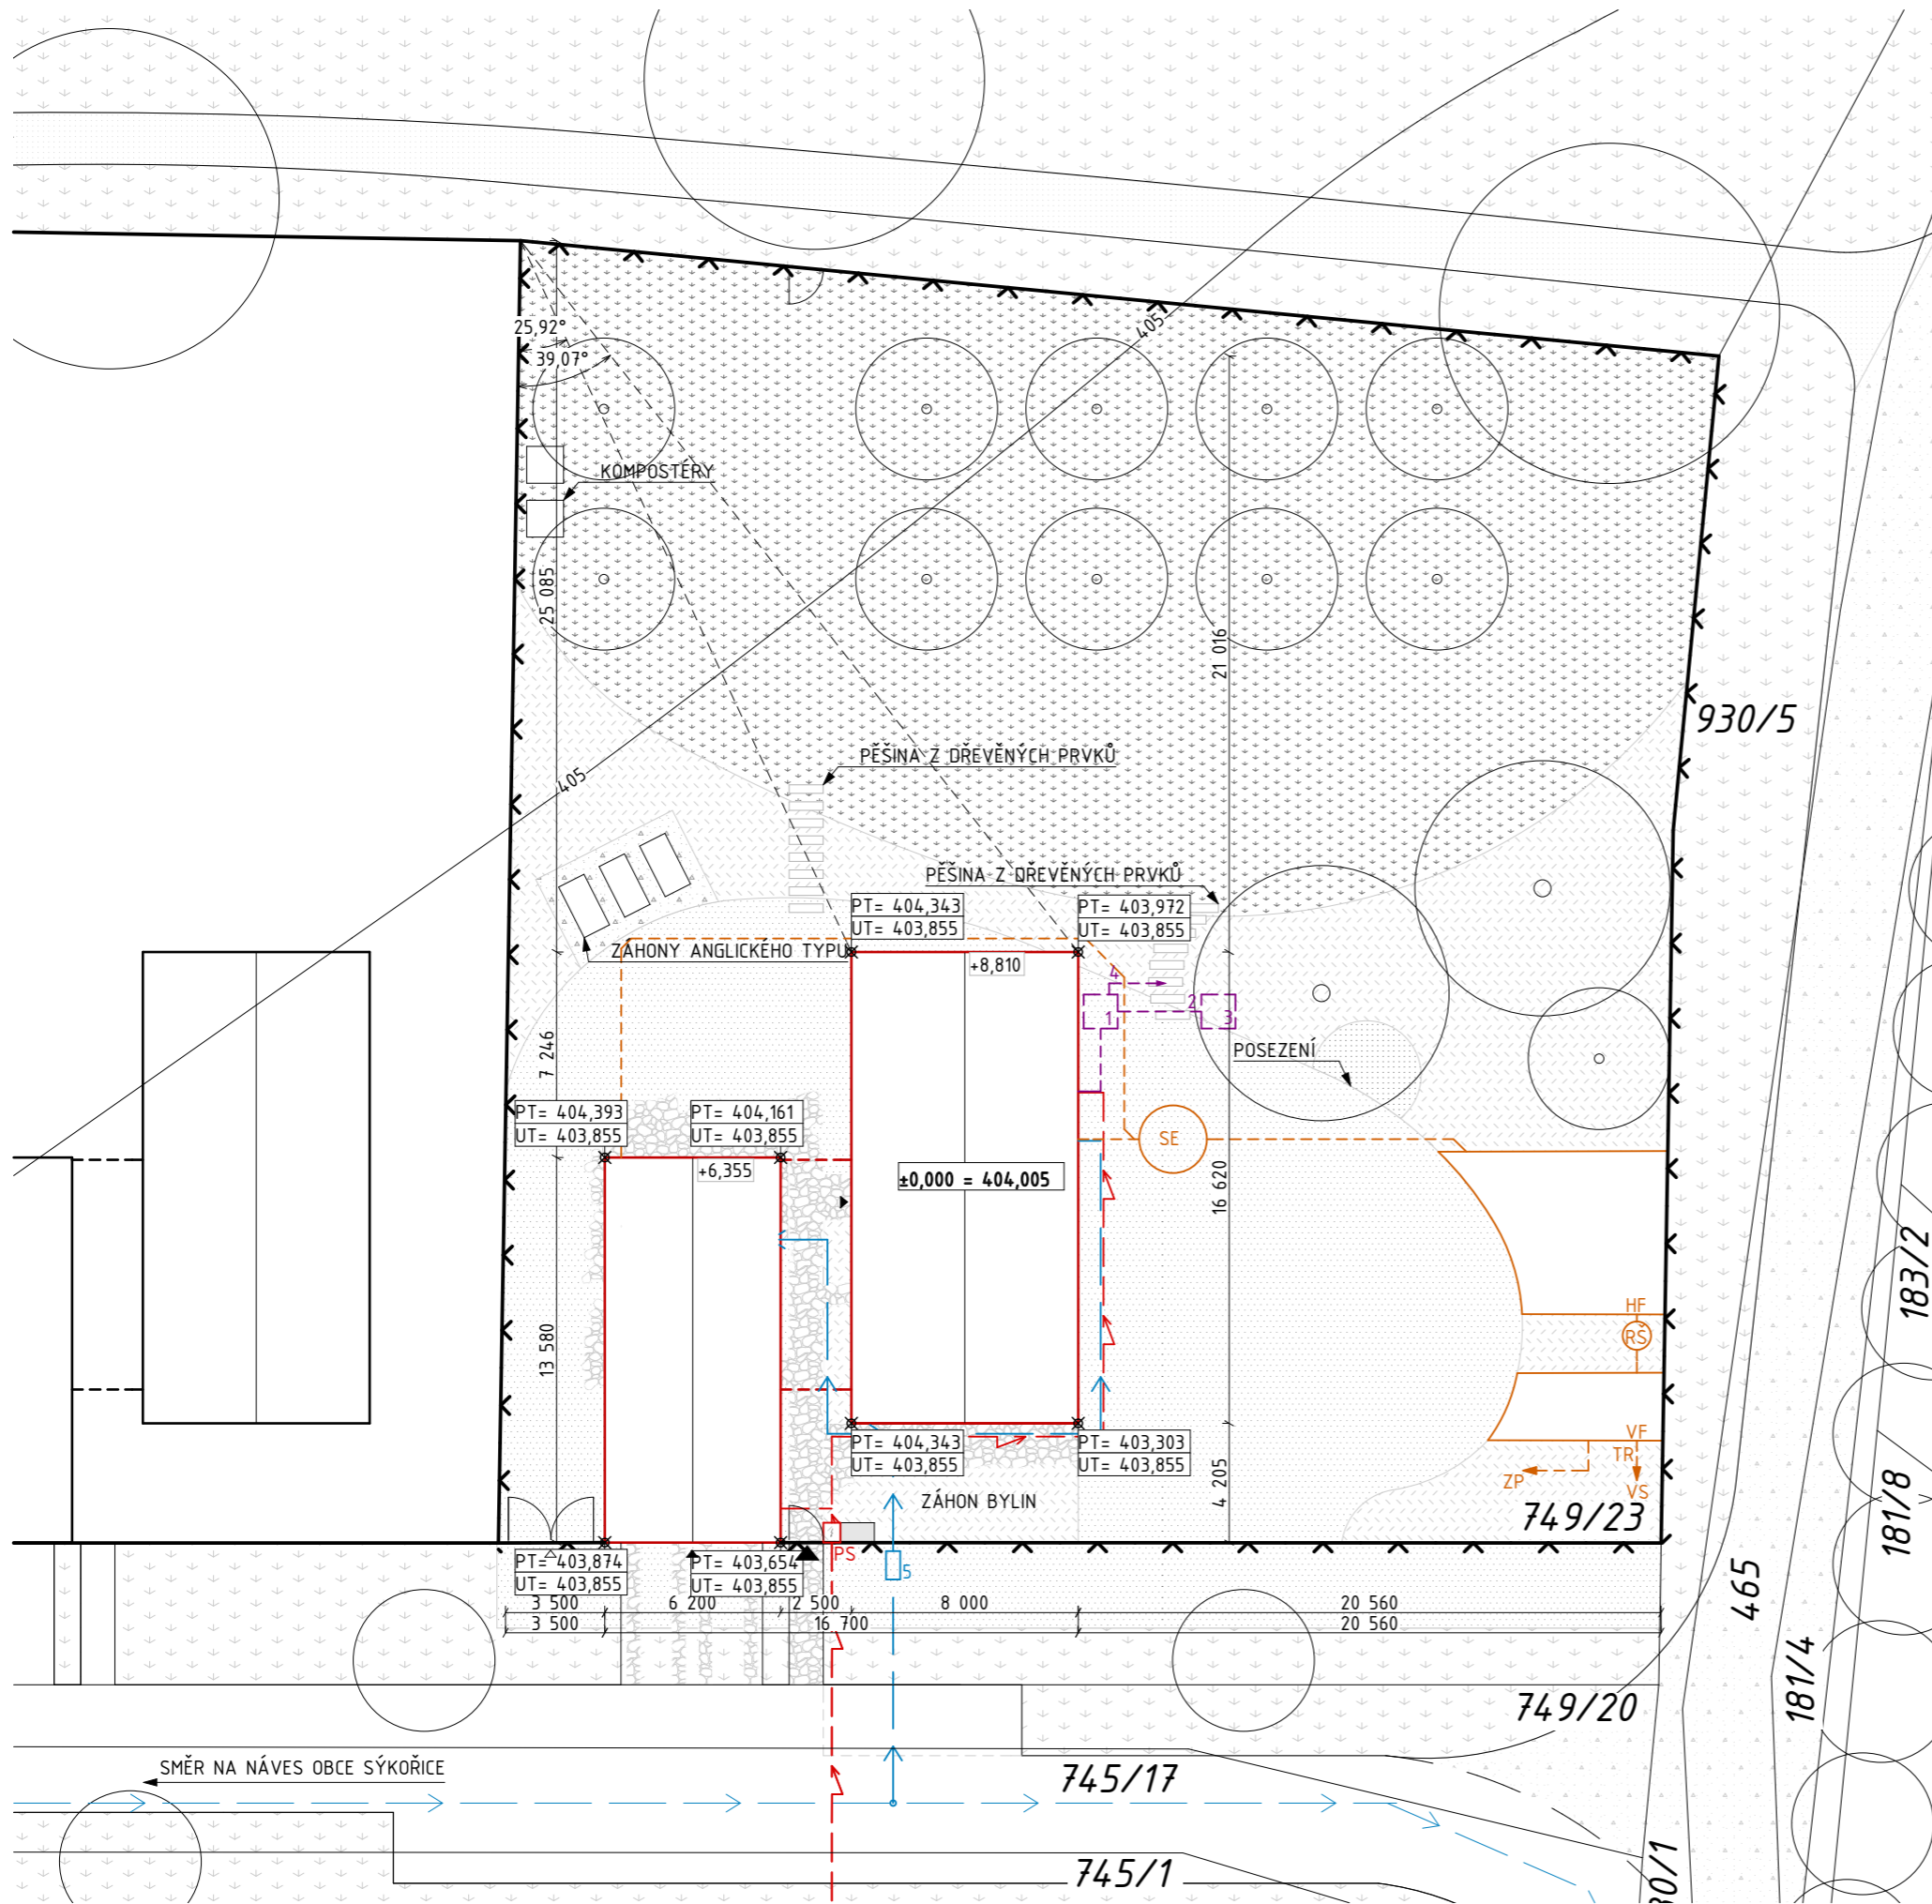 25,92°
39,07°
405
KOMPOSTÉRY
25 085
21 016
930/5
PĚŠINA Z DŘEVĚNÝCH PRVKŮ
405
PĚŠINA Z DŘEVĚNÝCH PRVKŮ
PT= 404,343
UT= 403,855
PT= 403,972
UT= 403,855
ZÁHONY ANGLICKÉHO TYPU
+8,810
4
1
2
3
7 246
POSEZENÍ
PT= 404,393
UT= 403,855
PT= 404,161
UT= 403,855
SE
+6,355
±0,000 = 404,005
16 620
183/2
HF
RŠ
13 580
VF
TR
ZP
VS
PT= 404,343
UT= 403,855
PT= 403,303
UT= 403,855
4 205
ZÁHON BYLIN
749/23
181/8
PT= 403,874
UT= 403,855
PT= 403,654
UT= 403,855
PS
5
465
3 500
6 200
2 500
8 000
20 560
3 500
16 700
20 560
181/4
749/20
SMĚR NA NÁVES OBCE SÝKOŘICE
745/17
745/1
80/1